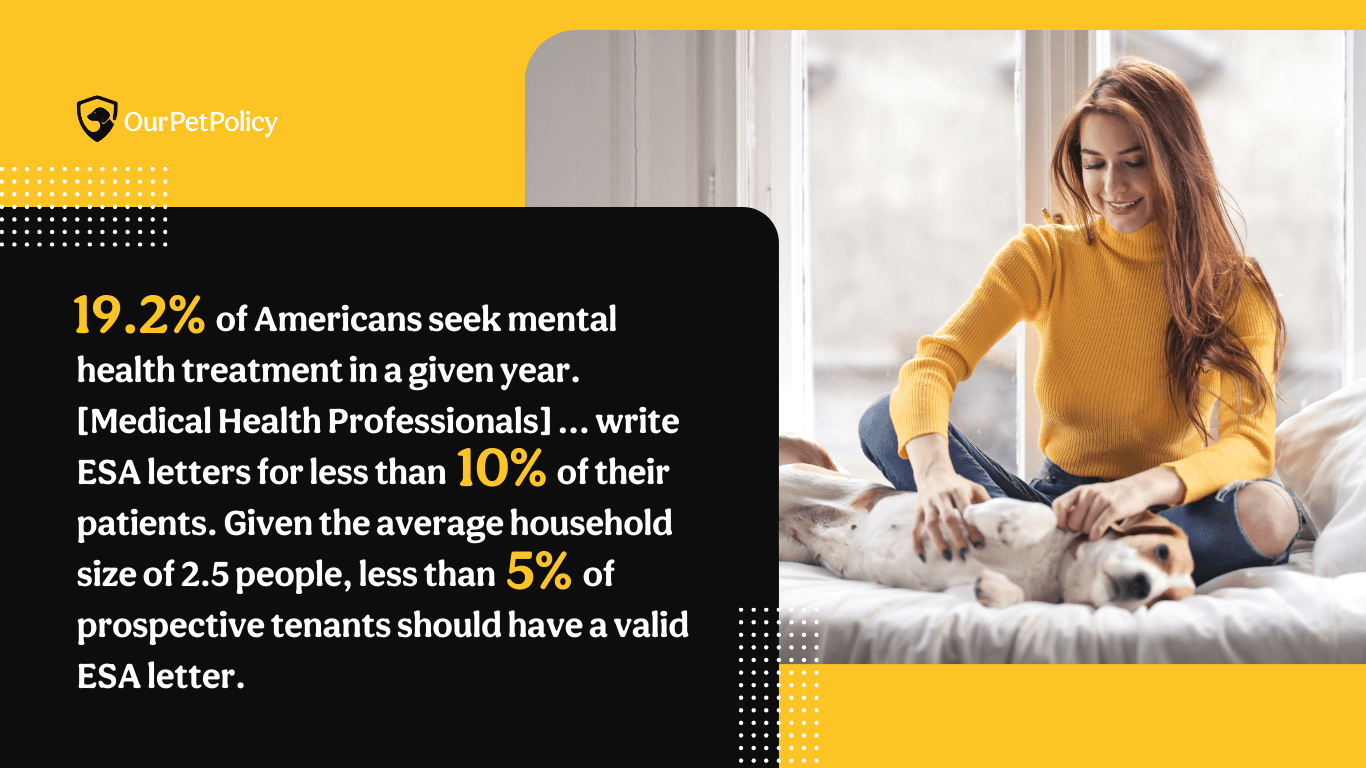 OurPetPolicy
19.2% of Americans seek mental
health treatment in a given year.
[Medical Health Professionals] ... write
ESA letters for less than 10% of their
patients. Given the average household
size of 2.5 people, less than 5% of
prospective tenants should have a valid
ESA letter.